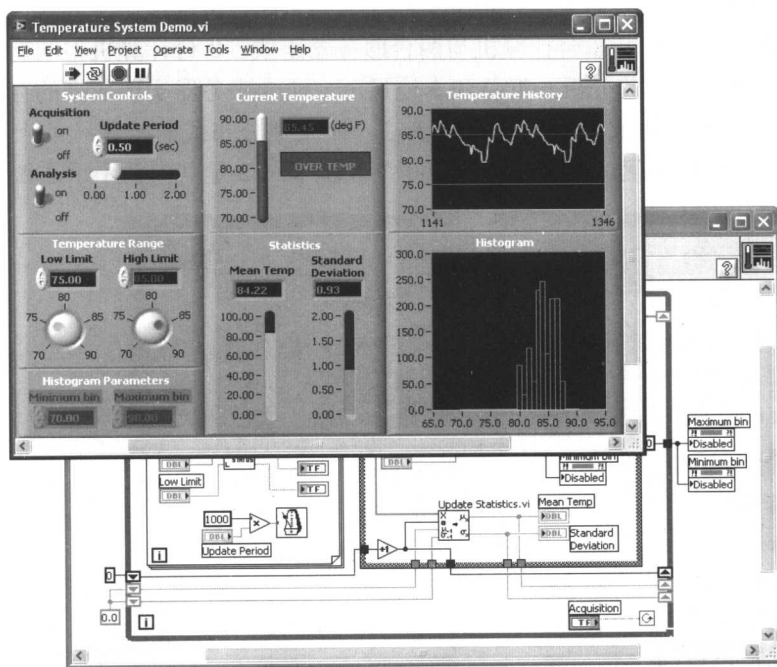 Temperature System Demo.vi
File Edit View Project Operate Tools Window Help
System Controls
Acquisition
on
off
Update Period
0.50 (sec)
Analysis
on
off
0.00 1.00 2.00
Current Temperature
90.00
85.00
80.00
75.00
70.00
85.45 (deg F)
OVER TEMP
Temperature History
90.0
85.0
80.0
75.0
70.0
1141 1346
Temperature Range
Low Limit
75.00
High Limit
80
75 85
70 90
80
75 85
70 90
Statistics
Mean Temp
84.22
Standard
Deviation
0.93
100.00
80.00
60.00
40.00
20.00
0.00
2.00
1.50
1.00
0.50
0.00
Histogram
300.0
250.0
200.0
150.0
100.0
50.0
0.0
65.0 70.0 75.0 80.0 85.0 90.0 95.0
Histogram Parameters
Minimum bin
70.00
Maximum bin
90.00
DBL
Low Limit
DBL
TF
TF
1000
DBL
Update Period
i
DBL
Minimum bin
Disabled
Update Statistics.vi
Mean Temp
DBL
DBL
Standard
Deviation
+1
0
0.0
i
Acquisition
TF
0
Maximum bin
Disabled
Minimum bin
Disabled